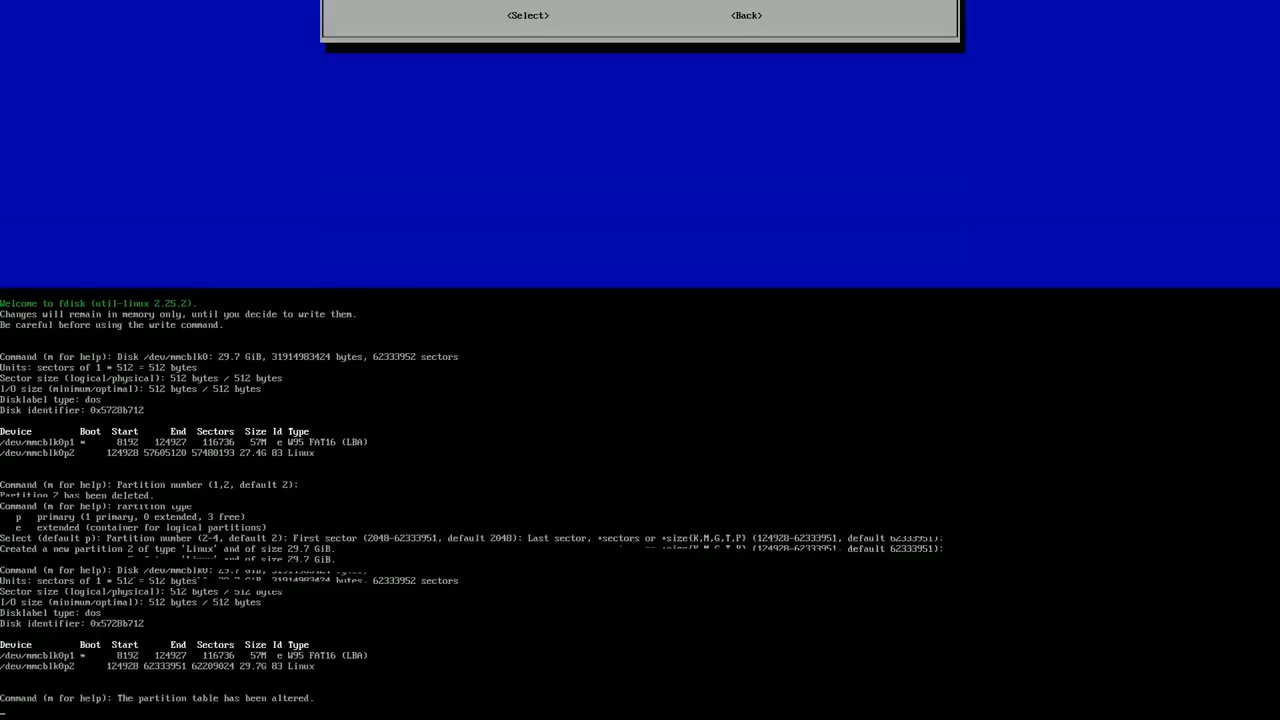 <Select> <Back>
Welcome to fdisk (util-linux 2.25.2).
Changes will remain in memory only, until you decide to write them.
Be careful before using the write command.
Command (m for help): Disk /dev/mmcblk0: 29.7 GiB, 31914983424 bytes, 62333952 sectors
Units: sectors of 1 * 512 = 512 bytes
Sector size (logical/physical): 512 bytes / 512 bytes
I/O size (minimum/optimal): 512 bytes / 512 bytes
Disklabel type: dos
Disk identifier: 0x5728b712
Device Boot Start End Sectors Size Id Type
/dev/mmcblk0p1 * 8192 124927 116736 57M e W95 FAT16 (LBA)
/dev/mmcblk0p2 124928 57605120 57480193 27.4G 83 Linux
Command (m for help): Partition number (1,2, default 2):
Partition 2 has been deleted.
Command (m for help): Partition type
p primary (1 primary, 0 extended, 3 free)
e extended (container for logical partitions)
Select (default p): Partition number (2-4, default 2): First sector (2048-62333951, default 2048): Last sector, +sectors or +size{K,M,G,T,P} (124928-62333951, default 62333951):
Created a new partition 2 of type 'Linux' and of size 29.7 GiB.
Command (m for help): Disk /dev/mmcblk0: 29.7 GiB, 31914983424 bytes,
Units: sectors of 1 * 512 = 512 bytes 62333952 sectors
Sector size (logical/physical): 512 bytes / 512 bytes
I/O size (minimum/optimal): 512 bytes / 512 bytes
Disklabel type: dos
Disk identifier: 0x5728b712
Device Boot Start End Sectors Size Id Type
/dev/mmcblk0p1 * 8192 124927 116736 57M e W95 FAT16 (LBA)
/dev/mmcblk0p2 124928 62333951 62209024 29.7G 83 Linux
Command (m for help): The partition table has been altered.